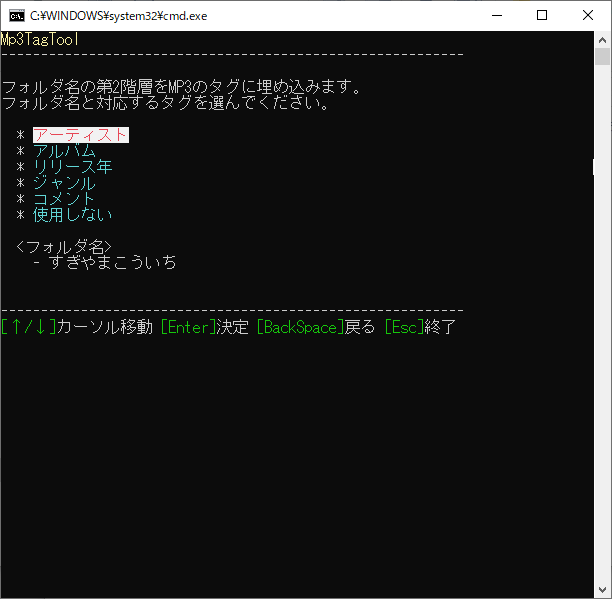 C:¥WINDOWS¥system32¥cmd.exe
Mp3TagTool
----------------------------------------------------------
フォルダ名の第2階層をMP3のタグに埋め込みます。
フォルダ名と対応するタグを選んでください。
* アーティスト
* アルバム
* リリース年
* ジャンル
* コメント
* 使用しない
<フォルダ名>
- すぎやまこういち
----------------------------------------------------------
[↑/↓]カーソル移動 [Enter]決定 [BackSpace]戻る [Esc]終了